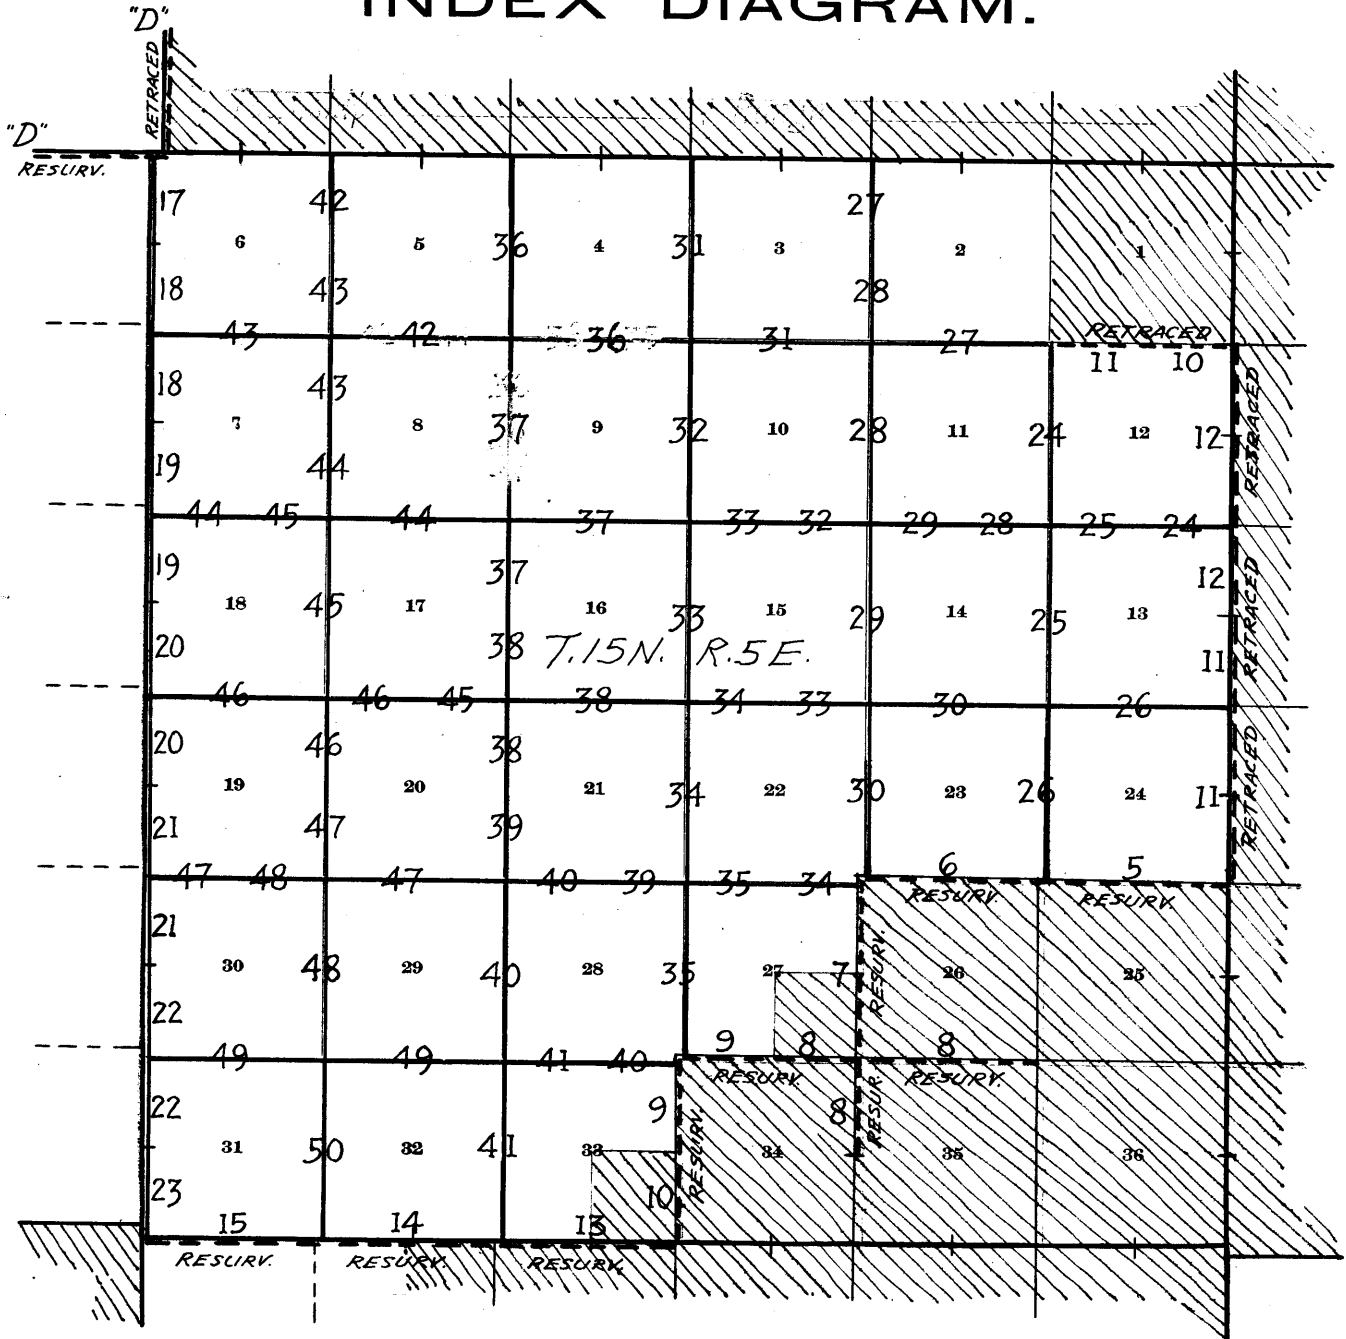 INDEX DIAGRAM.
"D"
RETRACED
"D"
RESURV.
17 42 27
6 5 36 4 31 3 2 1
18 43 28
43 42 36 31 27 RETRACED
11 10
18 43
7 8 37 9 32 10 28 11 24 12 12 RETRACED
19 44
44 45 44 37 33 32 29 28 25 24
19 37 12
18 45 17 16 33 15 29 14 25 13 RETRACED
20 38 T.15N. R.5E. 11
46 46 45 38 34 33 30 26
20 46 38
19 20 21 34 22 30 23 26 24 11 RETRACED
21 47 39
47 48 47 40 39 35 34 6 5
RESURV. RESURV.
21
30 48 29 40 28 35 27 7 RESURV. 26 25
22
49 49 41 40 9 8 8
RESURV. RESURV.
22 9 8 RESUR.
31 50 32 41 33 RESURV. 34 35 36
23 10
15 14 13
RESURV. RESURV. RESURV.